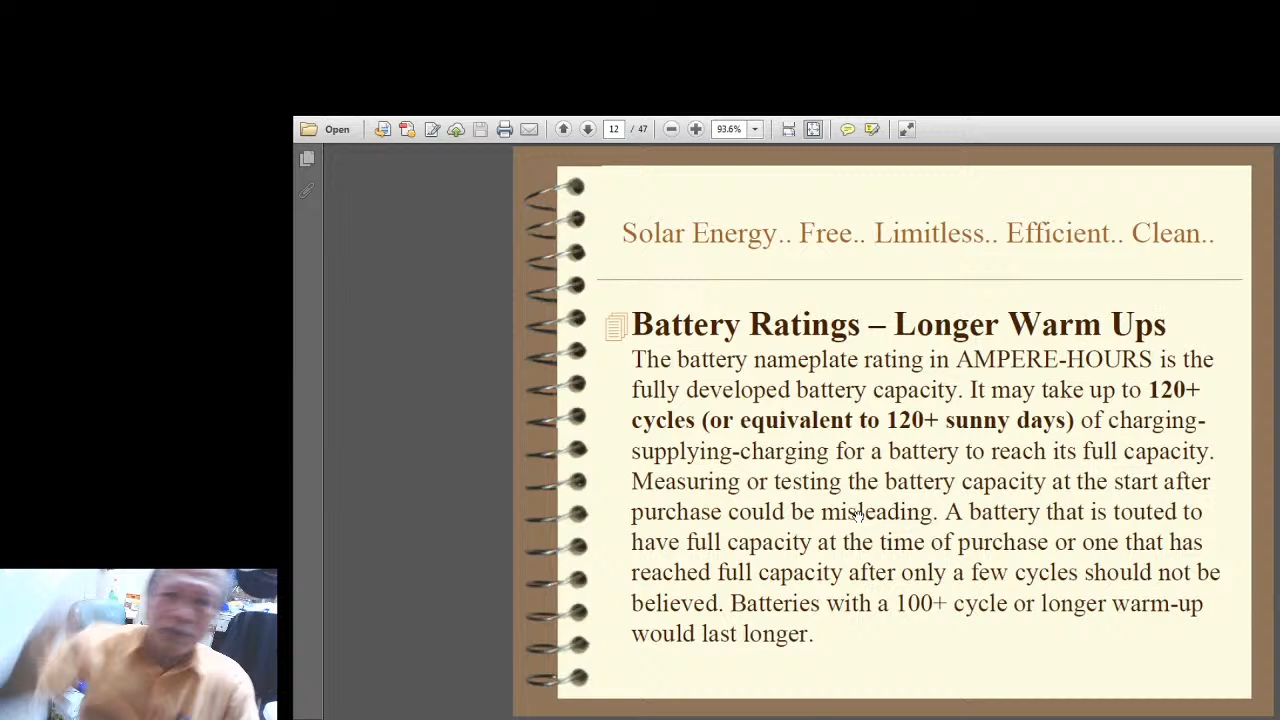 Open
12 / 47
93.6%
Solar Energy.. Free.. Limitless.. Efficient.. Clean..
Battery Ratings – Longer Warm Ups
The battery nameplate rating in AMPERE-HOURS is the
fully developed battery capacity. It may take up to 120+
cycles (or equivalent to 120+ sunny days) of charging-
supplying-charging for a battery to reach its full capacity.
Measuring or testing the battery capacity at the start after
purchase could be misleading. A battery that is touted to
have full capacity at the time of purchase or one that has
reached full capacity after only a few cycles should not be
believed. Batteries with a 100+ cycle or longer warm-up
would last longer.